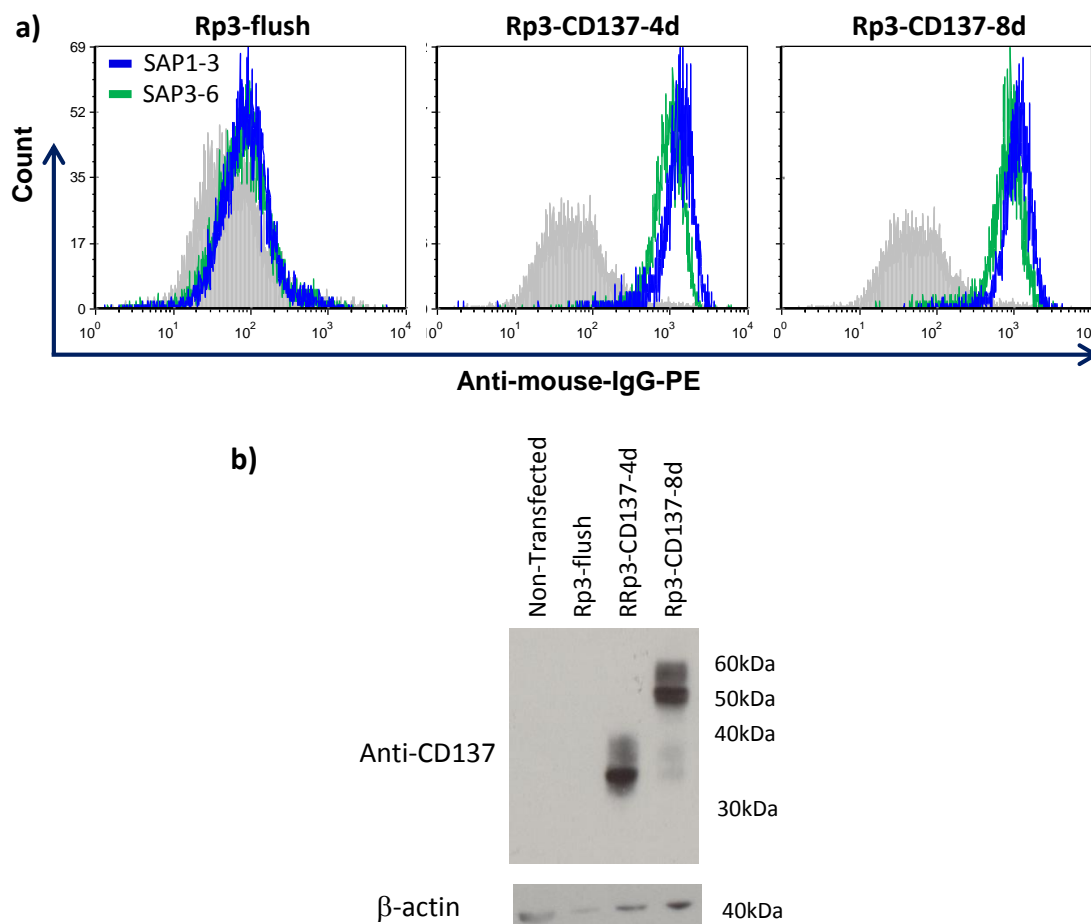 a)
Rp3-flush
Rp3-CD137-4d
Rp3-CD137-8d
SAP1-3
SAP3-6
Count
69
52
35
17
0
10⁰ 10¹ 10² 10³ 10⁴
10¹ 10² 10³ 10⁴
10¹ 10² 10³
Anti-mouse-IgG-PE
b)
Non-Transfected
Rp3-flush
RRp3-CD137-4d
Rp3-CD137-8d
Anti-CD137
60kDa
50kDa
40kDa
30kDa
β-actin
40kDa